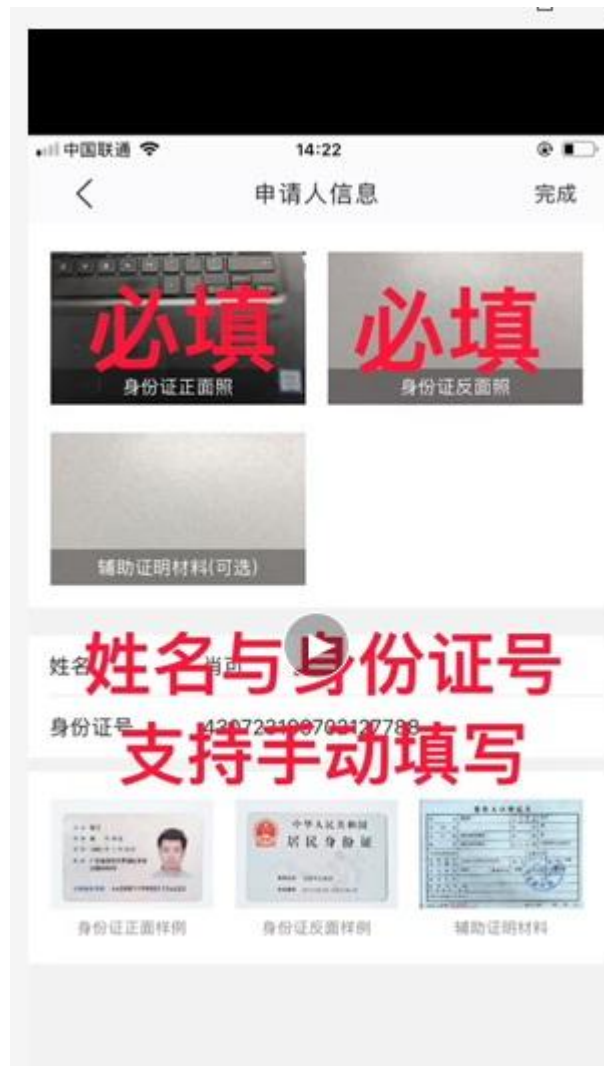 中国联通 14:22
申请人信息 完成
必填 必填
身份证正面照 身份证反面照
辅助证明材料(可选)
姓名
姓名与身份证号
身份证号
支持手动填写
中华人民共和国
居民身份证
身份证正面样例 身份证反面样例 辅助证明材料